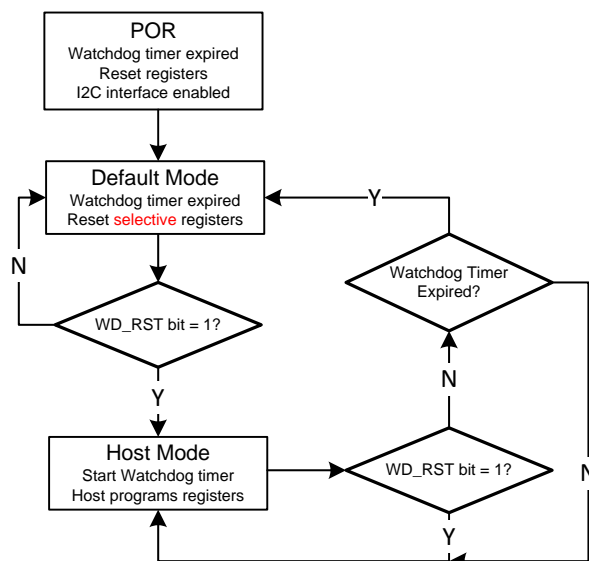 POR
Watchdog timer expired
Reset registers
I2C interface enabled
Default Mode
Watchdog timer expired
Reset selective registers
Y
N
Watchdog Timer
Expired?
WD_RST bit = 1?
N
Y
Host Mode
Start Watchdog timer
Host programs registers
WD_RST bit = 1?
N
Y